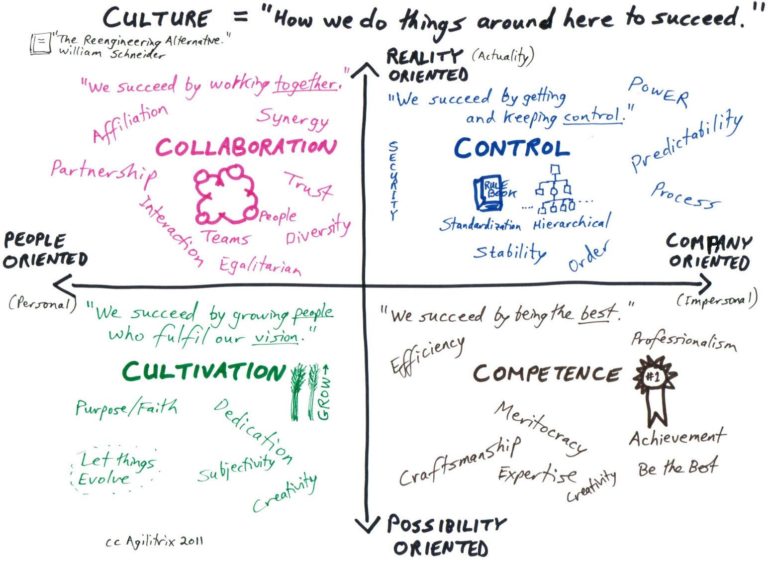 CULTURE = "How we do things around here to succeed."
"The Reengineering Alternative."
William Schneider
REALITY (Actuality)
ORIENTED
"We succeed by working together."
Affiliation
Synergy
COLLABORATION
Partnership
Trust
People
Interaction
Teams
Diversity
Egalitarian
"We succeed by getting
and keeping control."
POWER
Predictability
SECURITY
CONTROL
RULE
BOOK
Process
Standardization
Hierarchical
Stability
Order
PEOPLE
ORIENTED
(Personal)
COMPANY
ORIENTED
(Impersonal)
"We succeed by growing people
who fulfil our vision."
CULTIVATION
GROW
Purpose/Faith
Dedication
Let things
Evolve
Subjectivity
Creativity
"We succeed by being the best."
Efficiency
Professionalism
COMPETENCE
#1
Meritocracy
Achievement
Craftsmanship
Expertise
Creativity
Be the Best
POSSIBILITY
ORIENTED
cc Agilitrix 2011